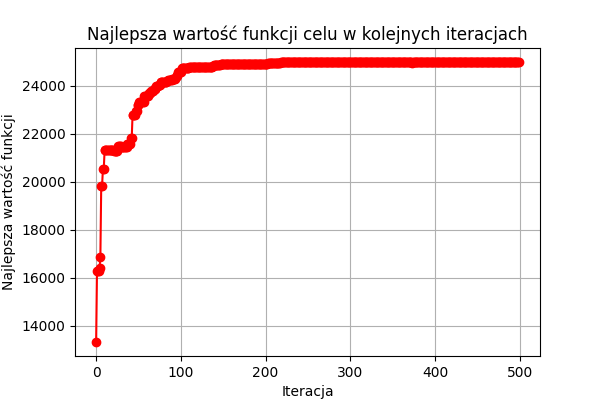 Najlepsza wartość funkcji celu w kolejnych iteracjach
Najlepsza wartość funkcji
24000
22000
20000
18000
16000
14000
0 100 200 300 400 500
Iteracja